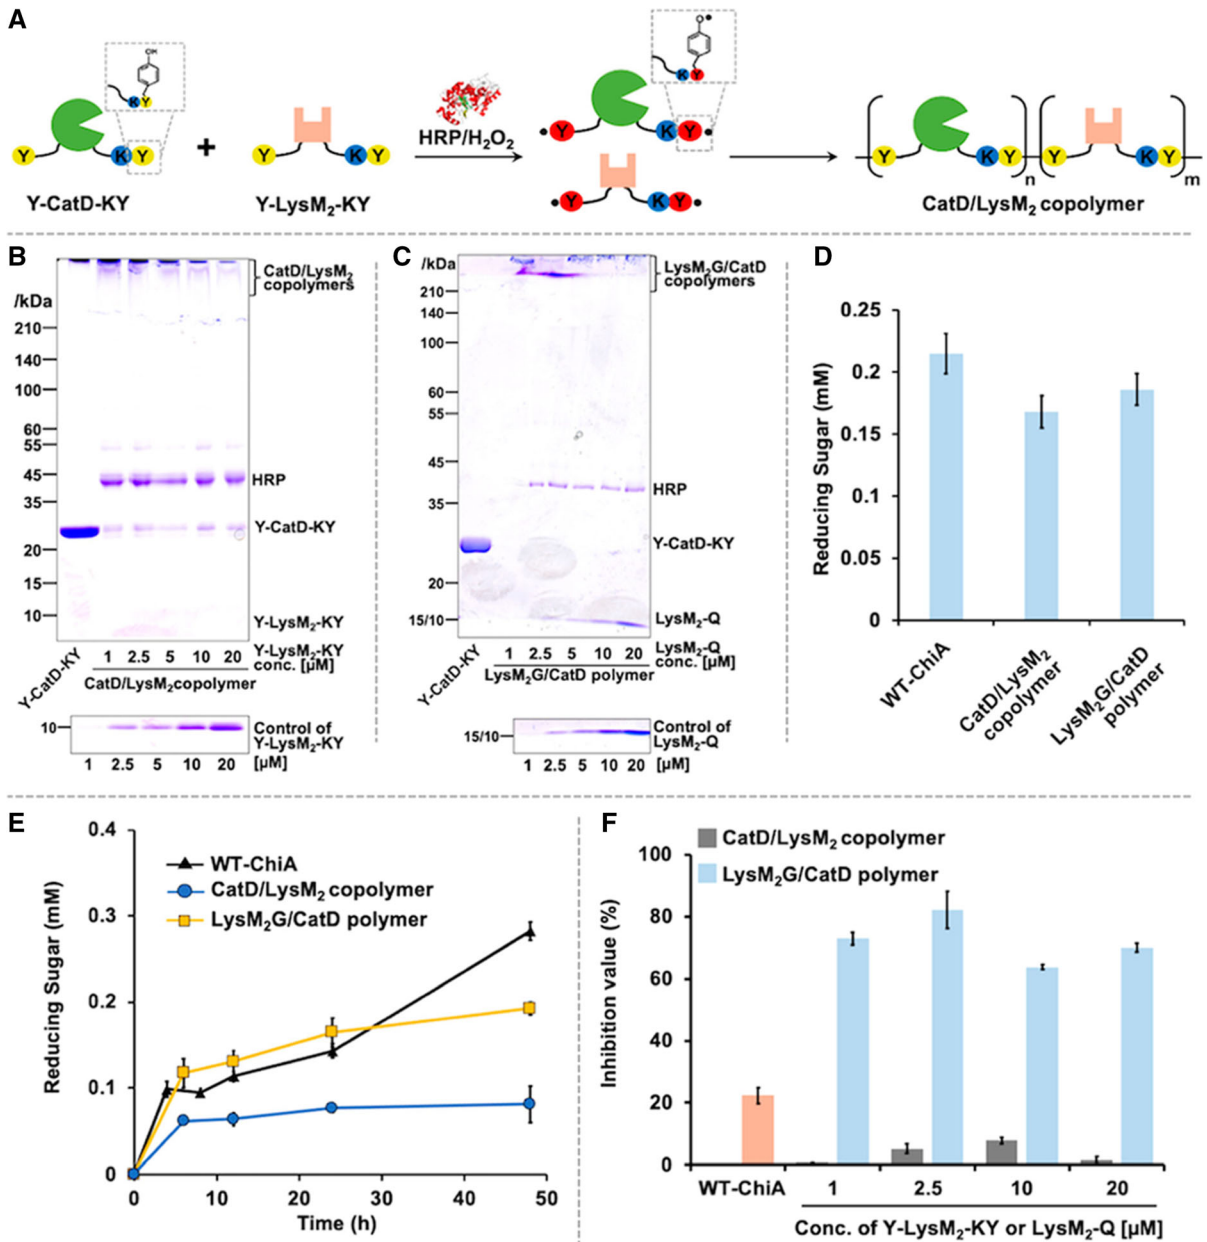 A
OH
K Y
O•
K Y
HRP/H2O2
Y K Y
+
Y K Y
• Y K Y •
• Y K Y •
Y K Y n Y K Y m
Y-CatD-KY
Y-LysM2-KY
CatD/LysM2 copolymer
B
/kDa
210
140
100
60
55
45
35
20
15
10
CatD/LysM2
copolymers
HRP
Y-CatD-KY
Y-LysM2-KY
Y-LysM2-KY
conc. [µM]
Y-CatD-KY
1 2.5 5 10 20
CatD/LysM2copolymer
10
Control of
Y-LysM2-KY
1 2.5 5 10 20 [µM]
C
/kDa
210
140
100
60
55
45
35
20
15/10
LysM2G/CatD
copolymers
HRP
Y-CatD-KY
LysM2-Q
LysM2-Q
conc. [µM]
Y-CatD-KY
1 2.5 5 10 20
LysM2G/CatD polymer
15/10
Control of
LysM2-Q
1 2.5 5 10 20 [µM]
D
Reducing Sugar (mM)
0.25
0.2
0.15
0.1
0.05
0
WT-ChiA
CatD/LysM2
copolymer
LysM2G/CatD
polymer
E
Reducing Sugar (mM)
0.4
0.3
0.2
0.1
0
WT-ChiA
CatD/LysM2 copolymer
LysM2G/CatD polymer
0 10 20 30 40 50
Time (h)
F
CatD/LysM2 copolymer
LysM2G/CatD polymer
Inhibition value (%)
100
80
60
40
20
0
WT-ChiA 1 2.5 10 20
Conc. of Y-LysM2-KY or LysM2-Q [µM]